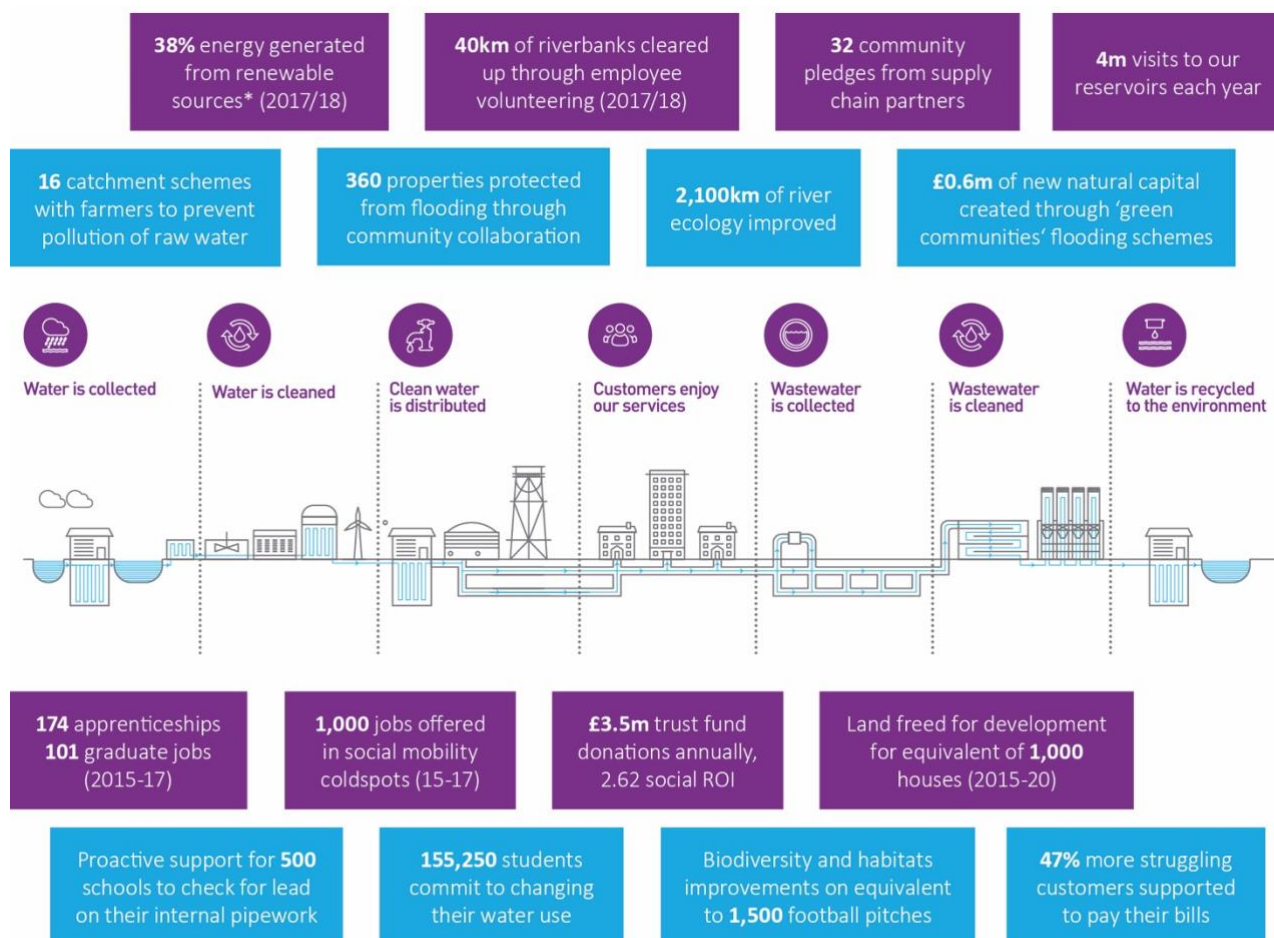 38% energy generated
from renewable
sources* (2017/18)
40km of riverbanks cleared
up through employee
volunteering (2017/18)
32 community
pledges from supply
chain partners
4m visits to our
reservoirs each year
16 catchment schemes
with farmers to prevent
pollution of raw water
360 properties protected
from flooding through
community collaboration
2,100km of river
ecology improved
£0.6m of new natural capital
created through ‘green
communities‘ flooding schemes
Water is collected
Water is cleaned
Clean water
is distributed
Customers enjoy
our services
Wastewater
is collected
Wastewater
is cleaned
Water is recycled
to the environment
174 apprenticeships
101 graduate jobs
(2015-17)
1,000 jobs offered
in social mobility
coldspots (15-17)
£3.5m trust fund
donations annually,
2.62 social ROI
Land freed for development
for equivalent of 1,000
houses (2015-20)
Proactive support for 500
schools to check for lead
on their internal pipework
155,250 students
commit to changing
their water use
Biodiversity and habitats
improvements on equivalent
to 1,500 football pitches
47% more struggling
customers supported
to pay their bills